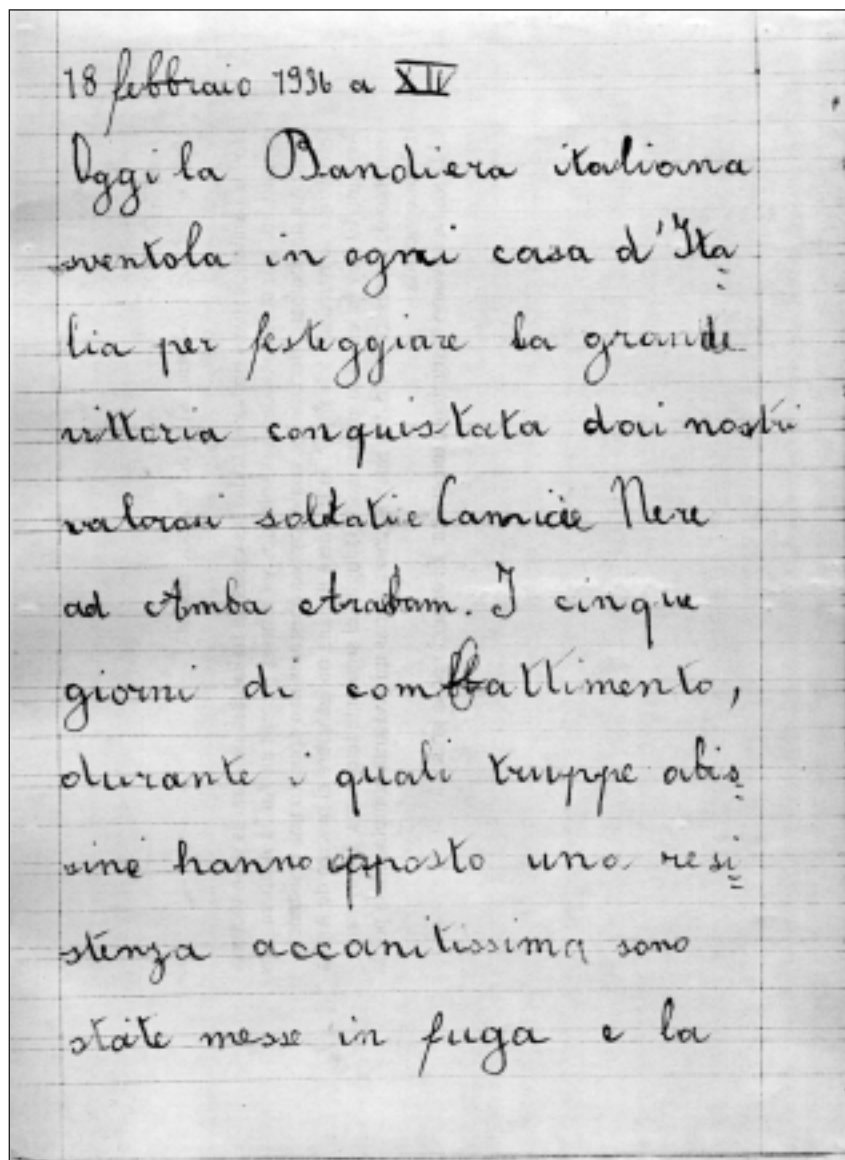 18 febbraio 1936 a XIV
Oggi la Bandiera italiana
sventola in ogni casa d'Ita=
lia per festeggiare la grande
vittoria conquistata dai nostri
valorosi soldati e Camicie Nere
ad Amba Aradam. I cinque
giorni di combattimento,
durante i quali truppe abis=
sine hanno opposto una resi=
stenza accanitissima sono
state messe in fuga e la